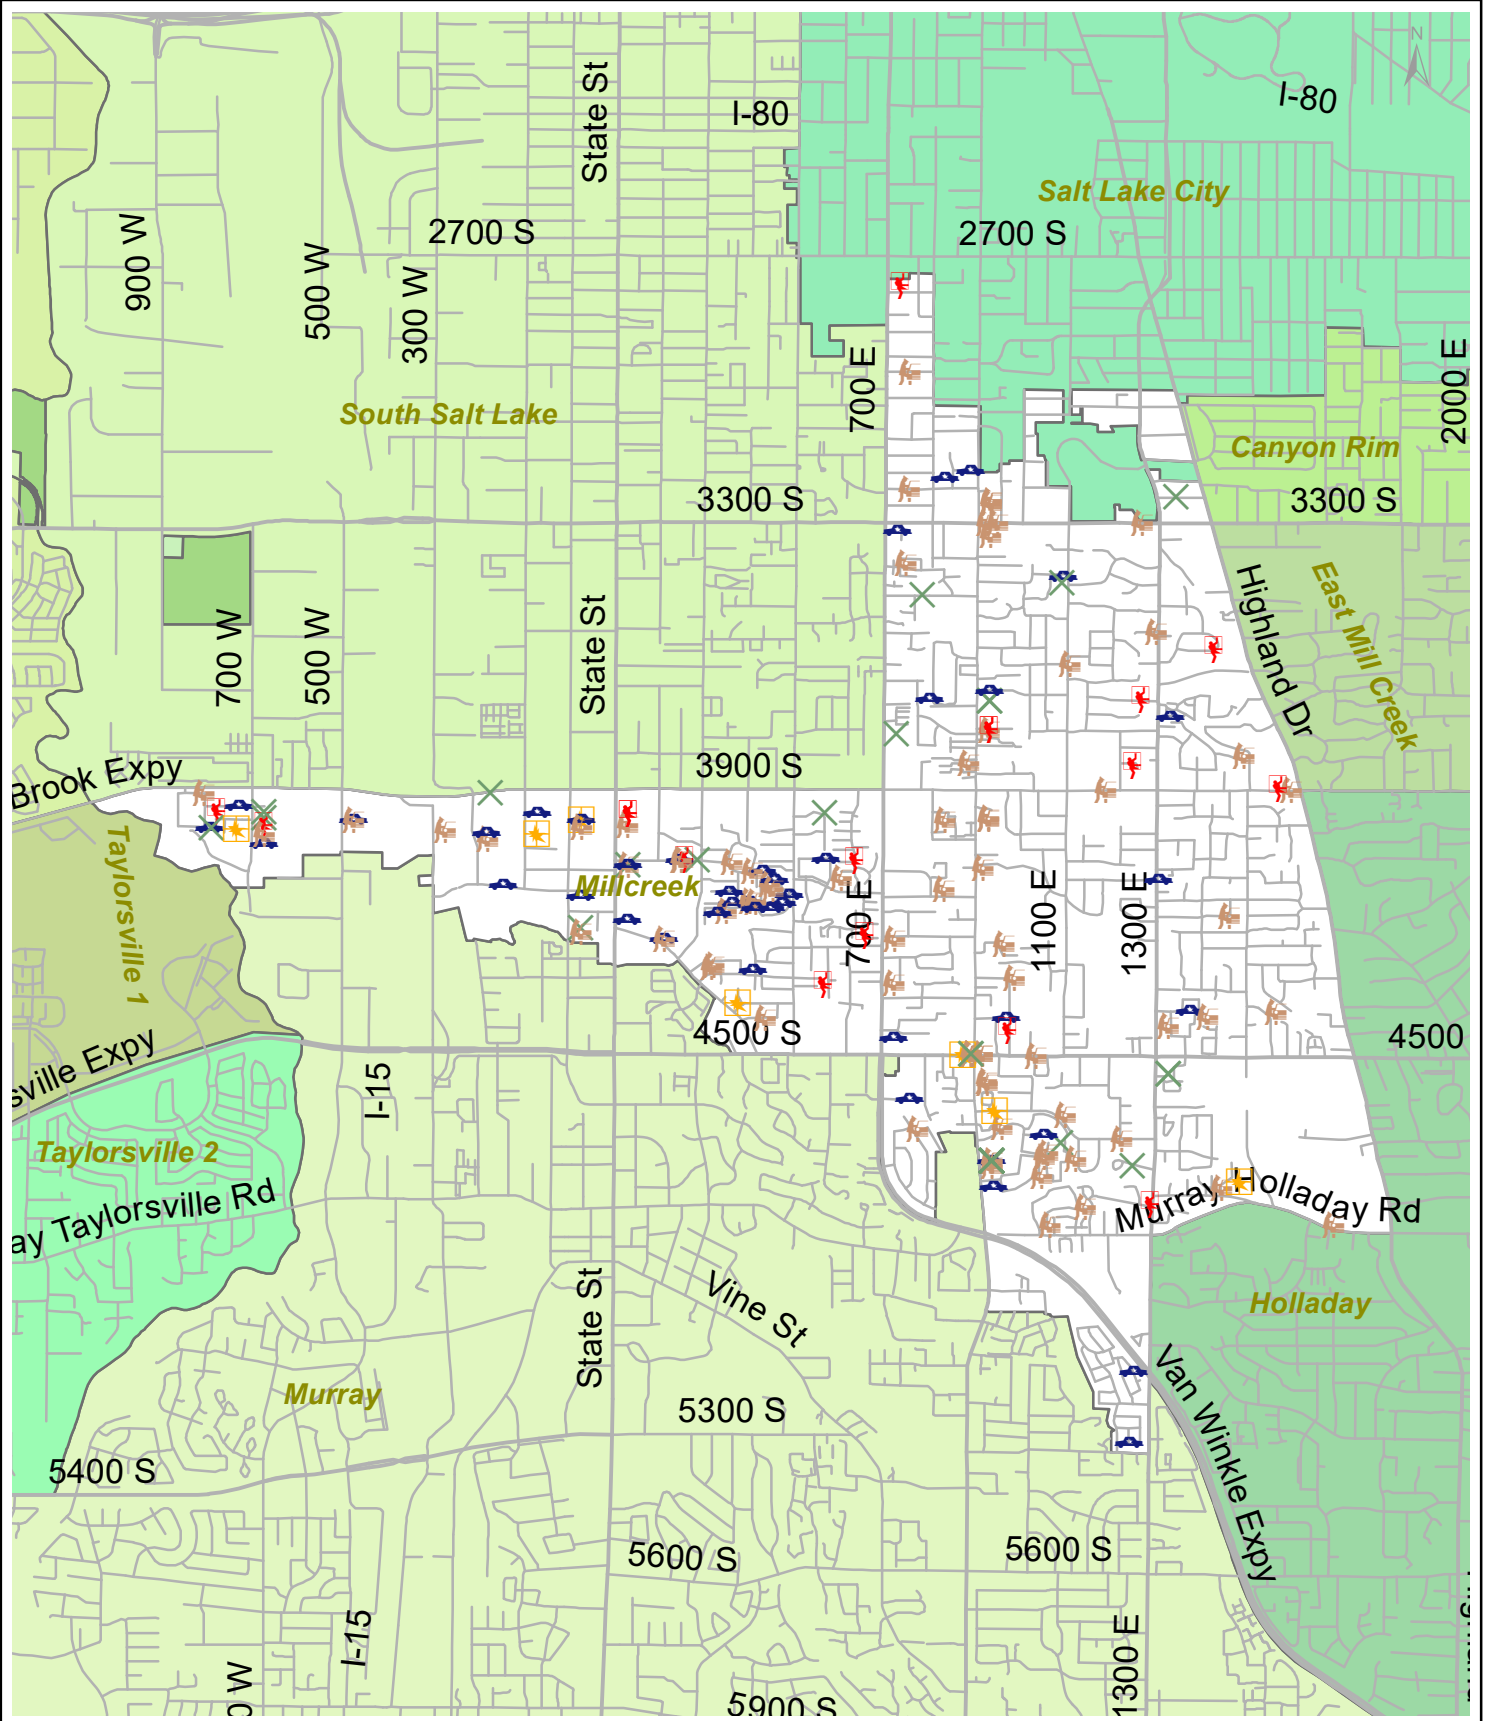 N
State St
I-80
I-80
Salt Lake City
900 W
2700 S
2700 S
500 W
300 W
700 E
2000 E
South Salt Lake
Canyon Rim
3300 S
3300 S
Highland Dr
East Mill Creek
700 W
500 W
State St
Brook Expy
3900 S
Taylorsville 1
Millcreek
700 E
1100 E
1300 E
4500 S
4500
sville Expy
I-15
Taylorsville 2
ay Taylorsville Rd
Murray Holladay Rd
State St
Vine St
Holladay
Murray
5300 S
Van Winkle Expy
5400 S
5600 S
5600 S
I-15
1300 E
0 W
5900 S